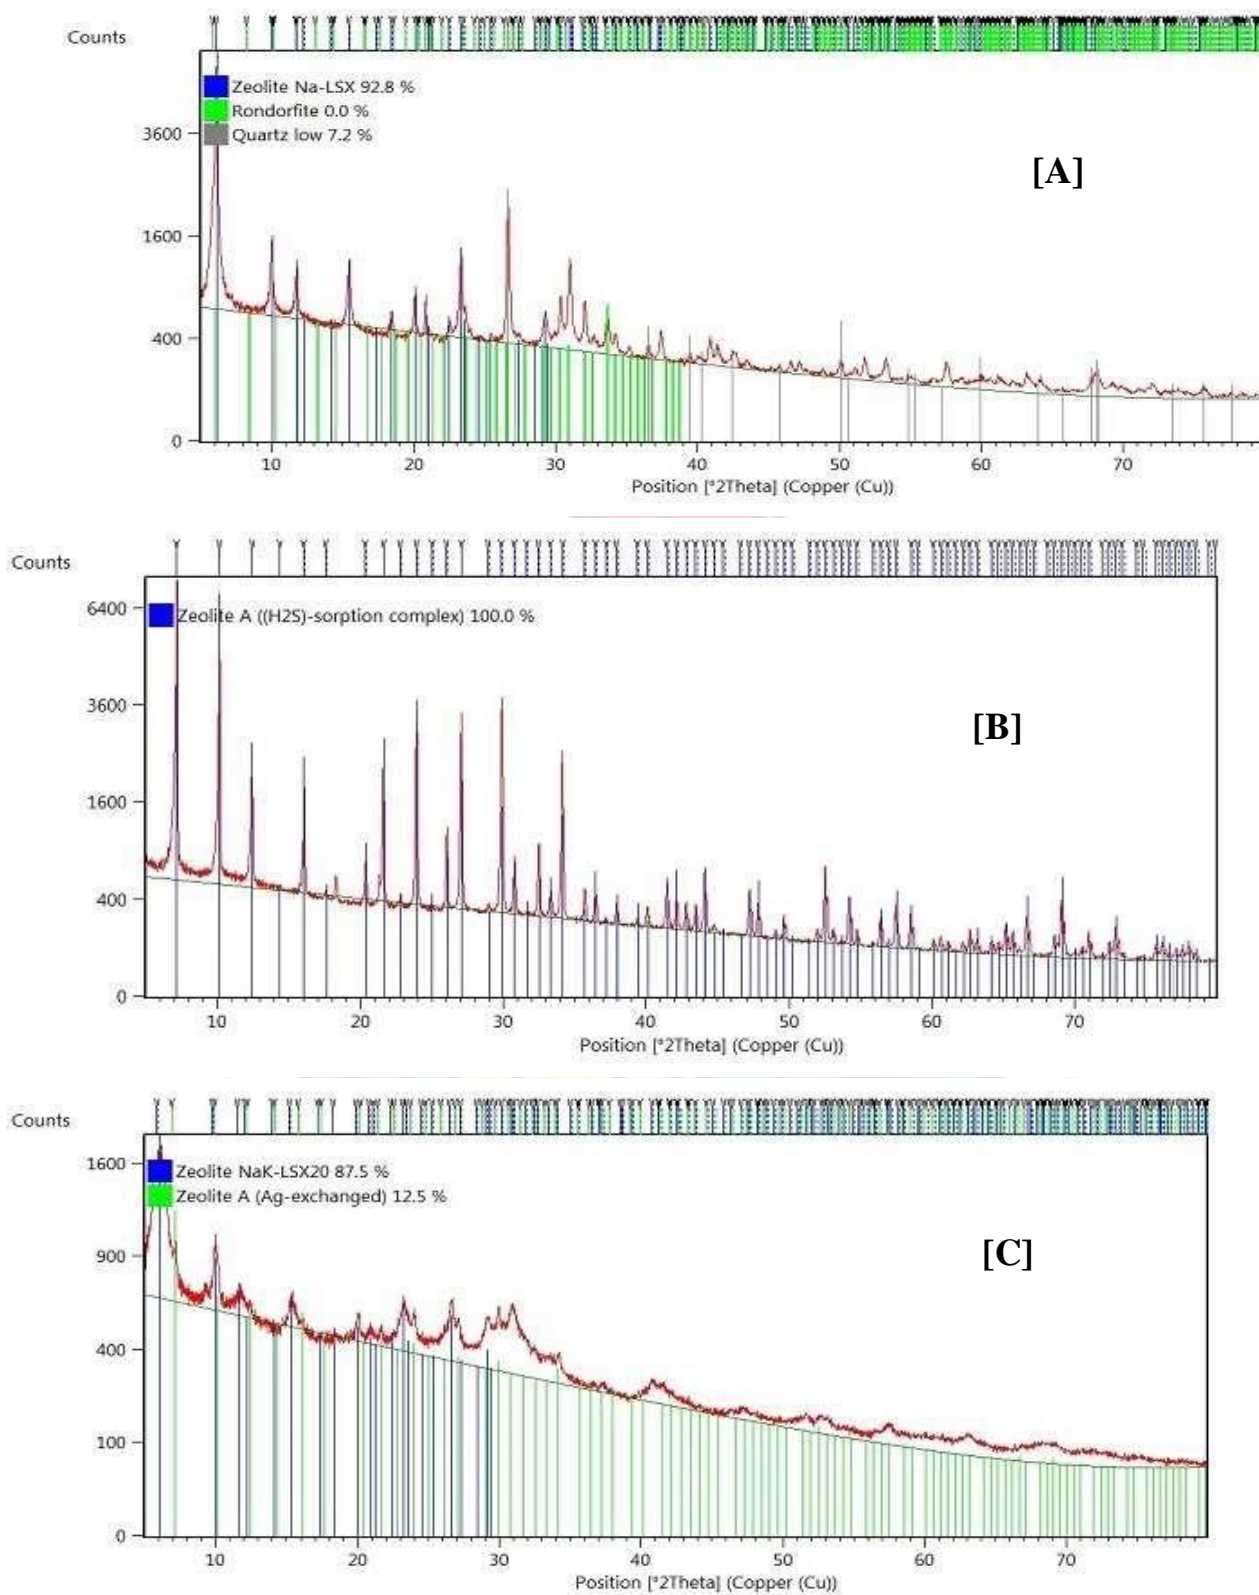 Counts
Zeolite Na-LSX 92.8 %
Rondorfite 0.0 %
Quartz low 7.2 %
[A]
3600
1600
400
0
10 20 30 40 50 60 70
Position [°2Theta] (Copper (Cu))
Counts
6400
Zeolite A ((H2S)-sorption complex) 100.0 %
3600
[B]
1600
400
0
10 20 30 40 50 60 70
Position [°2Theta] (Copper (Cu))
Counts
1600
Zeolite NaK-LSX20 87.5 %
Zeolite A (Ag-exchanged) 12.5 %
900
[C]
400
100
0
10 20 30 40 50 60 70
Position [°2Theta] (Copper (Cu))